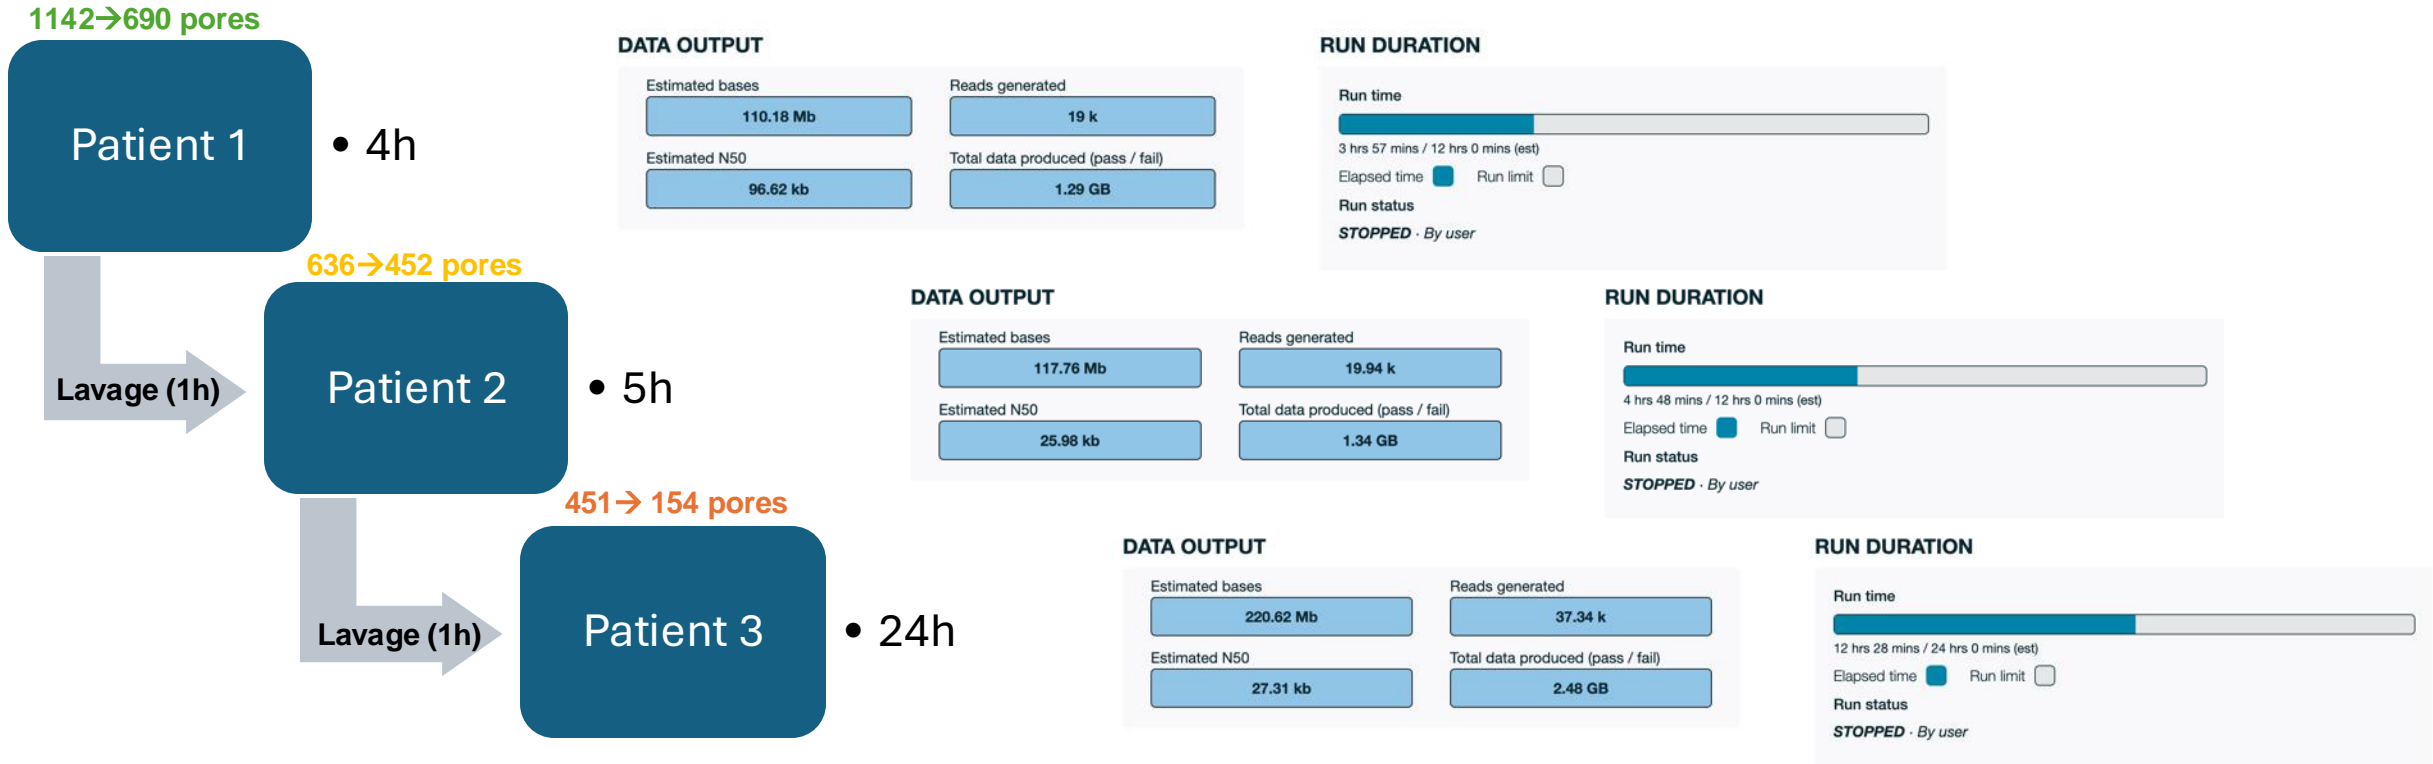 1142→690 pores
Patient 1
• 4h
DATA OUTPUT
Estimated bases
110.18 Mb
Reads generated
19 k
Estimated N50
96.62 kb
Total data produced (pass / fail)
1.29 GB
RUN DURATION
Run time
3 hrs 57 mins / 12 hrs 0 mins (est)
Elapsed time
Run limit
Run status
STOPPED · By user
Lavage (1h)
636→452 pores
Patient 2
• 5h
DATA OUTPUT
Estimated bases
117.76 Mb
Reads generated
19.94 k
Estimated N50
25.98 kb
Total data produced (pass / fail)
1.34 GB
RUN DURATION
Run time
4 hrs 48 mins / 12 hrs 0 mins (est)
Elapsed time
Run limit
Run status
STOPPED · By user
Lavage (1h)
451→ 154 pores
Patient 3
• 24h
DATA OUTPUT
Estimated bases
220.62 Mb
Reads generated
37.34 k
Estimated N50
27.31 kb
Total data produced (pass / fail)
2.48 GB
RUN DURATION
Run time
12 hrs 28 mins / 24 hrs 0 mins (est)
Elapsed time
Run limit
Run status
STOPPED · By user